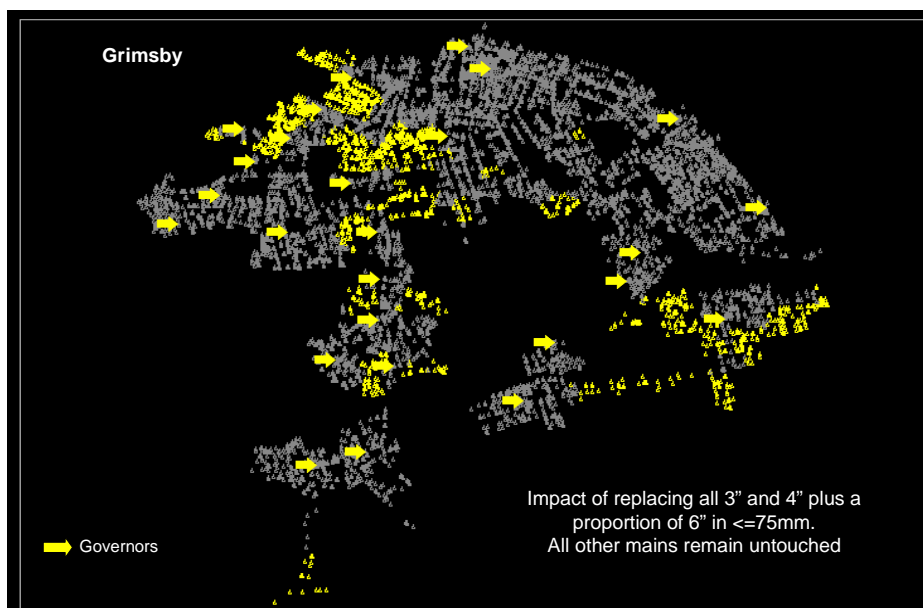 Grimsby
Impact of replacing all 3” and 4” plus a
proportion of 6” in <=75mm.
All other mains remain untouched
Governors